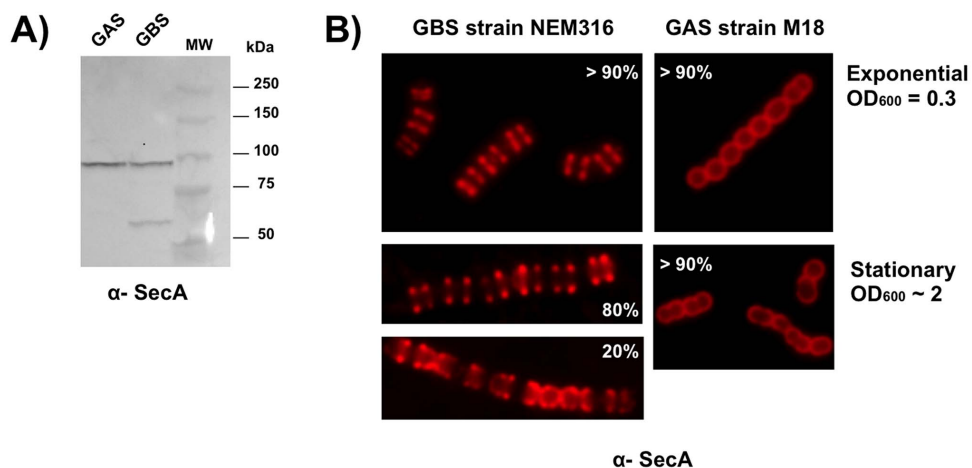 A)
GAS
GBS
MW
kDa
250
150
100
75
50
α- SecA
B)
GBS strain NEM316
GAS strain M18
> 90%
> 90%
Exponential
OD600 = 0.3
80%
> 90%
Stationary
OD600 ~ 2
20%
α- SecA